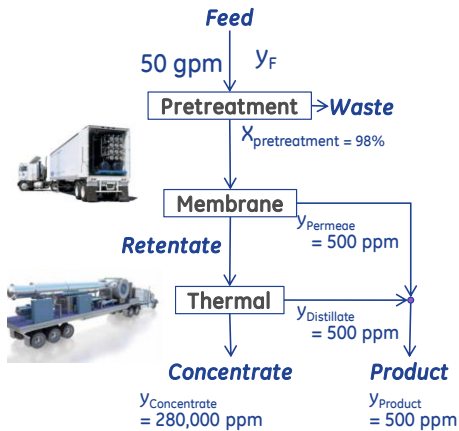 Feed
50 gpm
yF
Pretreatment
Waste
Xpretreatment = 98%
Membrane
yPermeae
= 500 ppm
Retentate
Thermal
yDistillate
= 500 ppm
Concentrate
Product
yConcentrate
= 280,000 ppm
yProduct
= 500 ppm